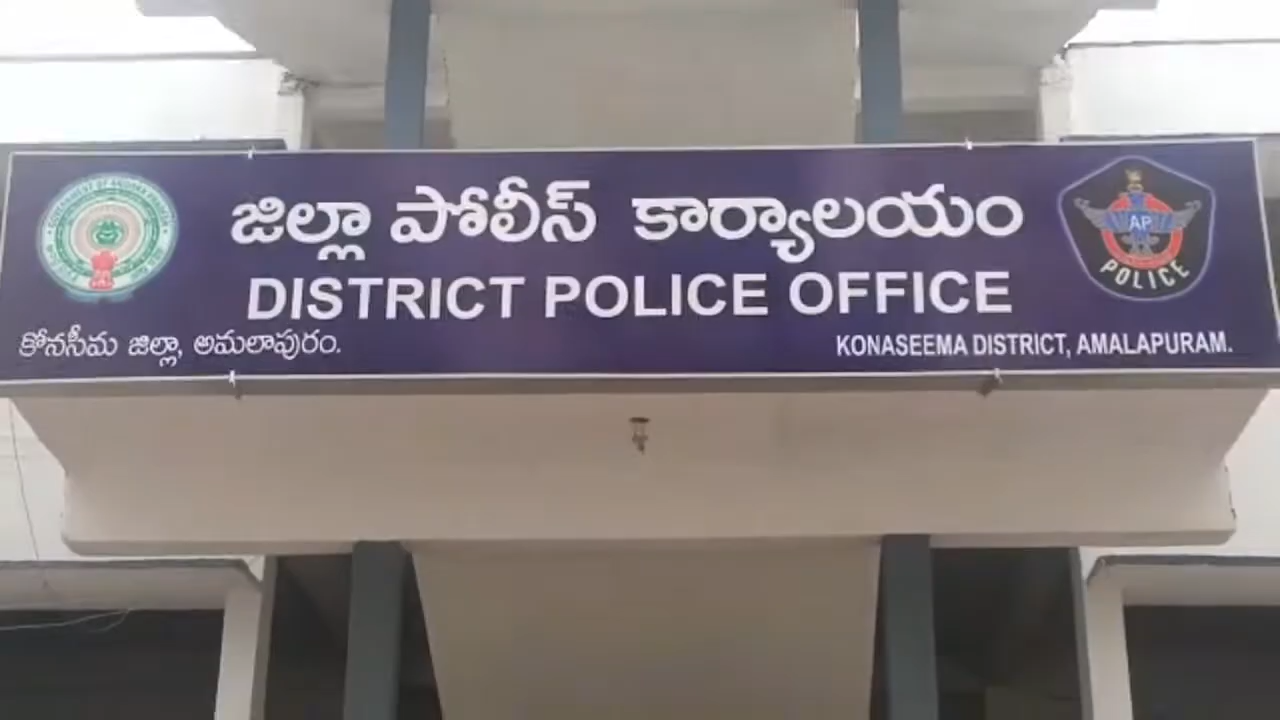 జిల్లా పోలీస్ కార్యాలయం
DISTRICT POLICE OFFICE
కోనసీమ జిల్లా, అమలాపురం.
KONASEEMA DISTRICT, AMALAPURAM.
AP
POLICE